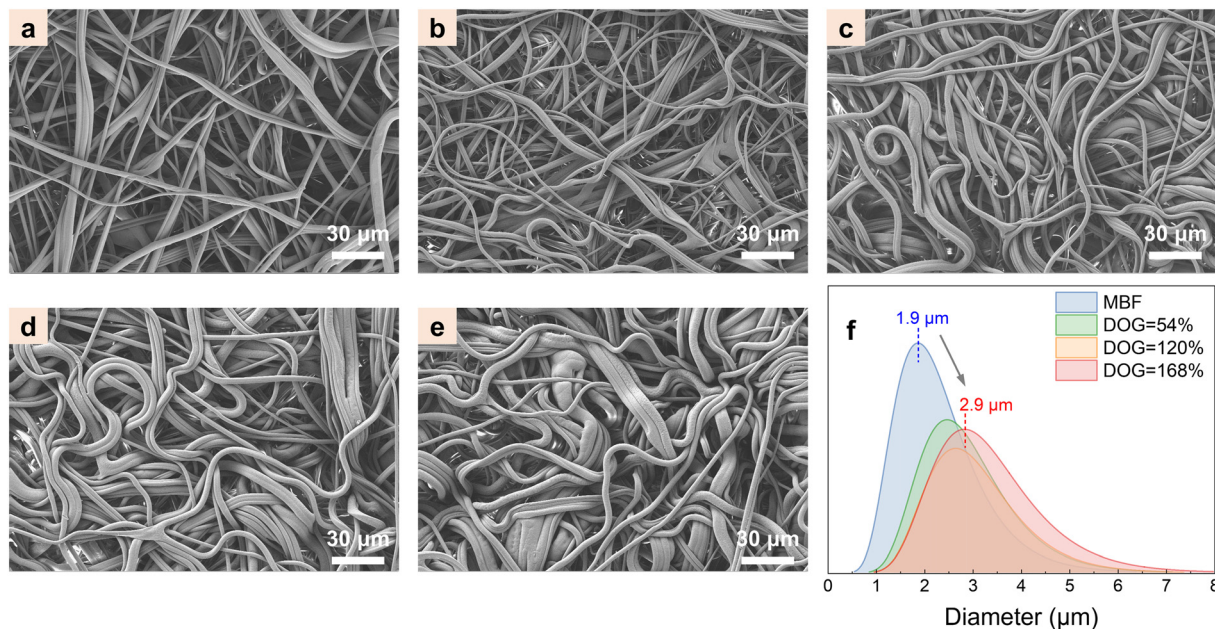 a
30 μm
b
30 μm
c
30 μm
d
30 μm
e
30 μm
f
MBF
DOG=54%
DOG=120%
DOG=168%
1.9 μm
2.9 μm
0 1 2 3 4 5 6 7 8
Diameter (μm)